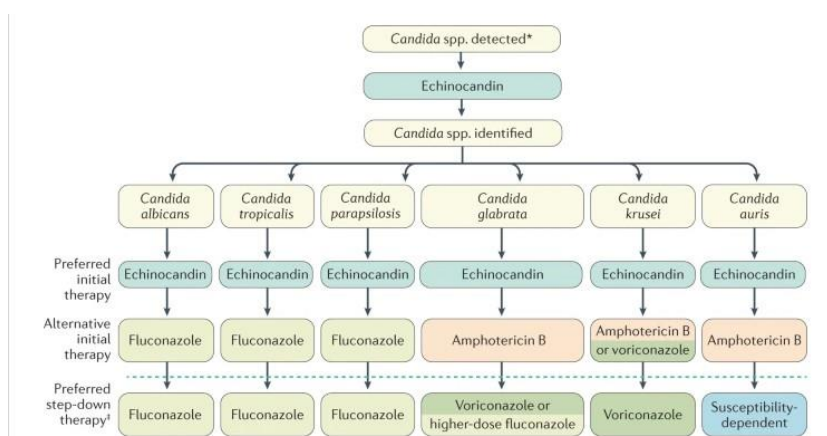 Candida spp. detected*
Echinocandin
Candida spp. identified
Candida albicans
Candida tropicalis
Candida parapsilosis
Candida glabrata
Candida krusei
Candida auris
Preferred initial therapy
Echinocandin
Echinocandin
Echinocandin
Echinocandin
Echinocandin
Echinocandin
Alternative initial therapy
Fluconazole
Fluconazole
Fluconazole
Amphotericin B
Amphotericin B or voriconazole
Amphotericin B
Preferred step-down therapy‡
Fluconazole
Fluconazole
Fluconazole
Voriconazole or higher-dose fluconazole
Voriconazole
Susceptibility-dependent